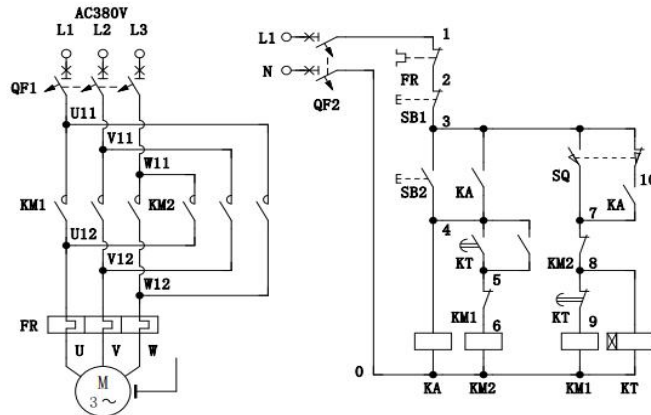 AC380V
L1 L2 L3
QF1
U11
V11
W11
KM1 KM2
U12
V12
W12
FR
U V W
M
3~
L1
N
QF2
1
FR
2
SB1
3
SB2 KA SQ 10
KA
4 7
KT KM2 8
5
KM1 KT
6 9
0
KA KM2 KM1 KT